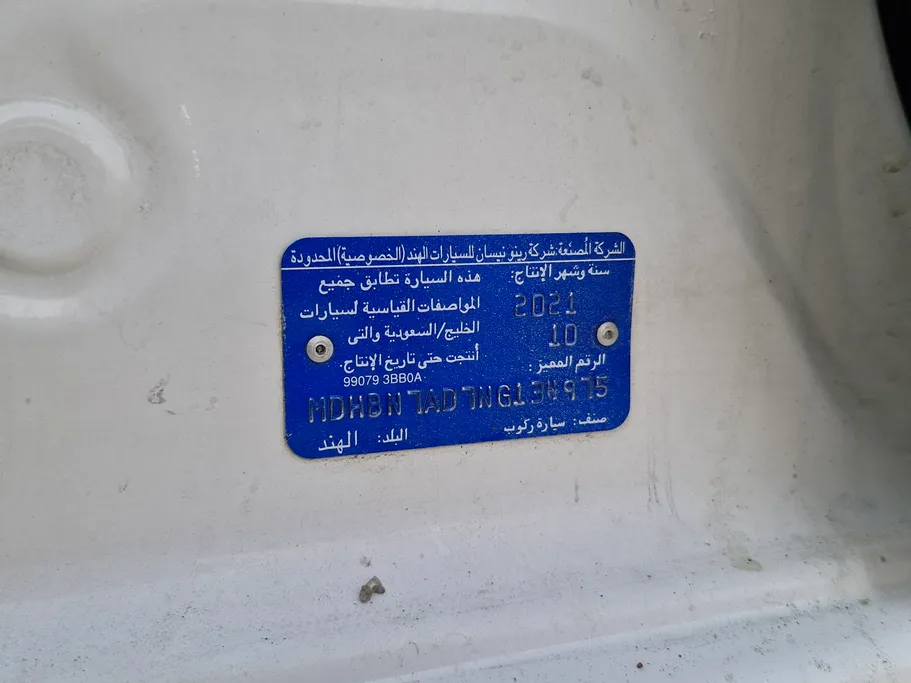 الشركة المُصنّعة:شركة رينو نيسان للسيارات الهند (الخصوصية) المحدودة
سنة وشهر الإنتاج:
2021
10
هذه السيارة تطابق جميع
المواصفات القياسية لسيارات
الخليج/السعودية والتى
أنتجت حتى تاريخ الإنتاج.
99079 3BB0A
الرتم المميز:
MDHBN7AD7NG134975
صنف: سيارة ركوب
البلد: الهند